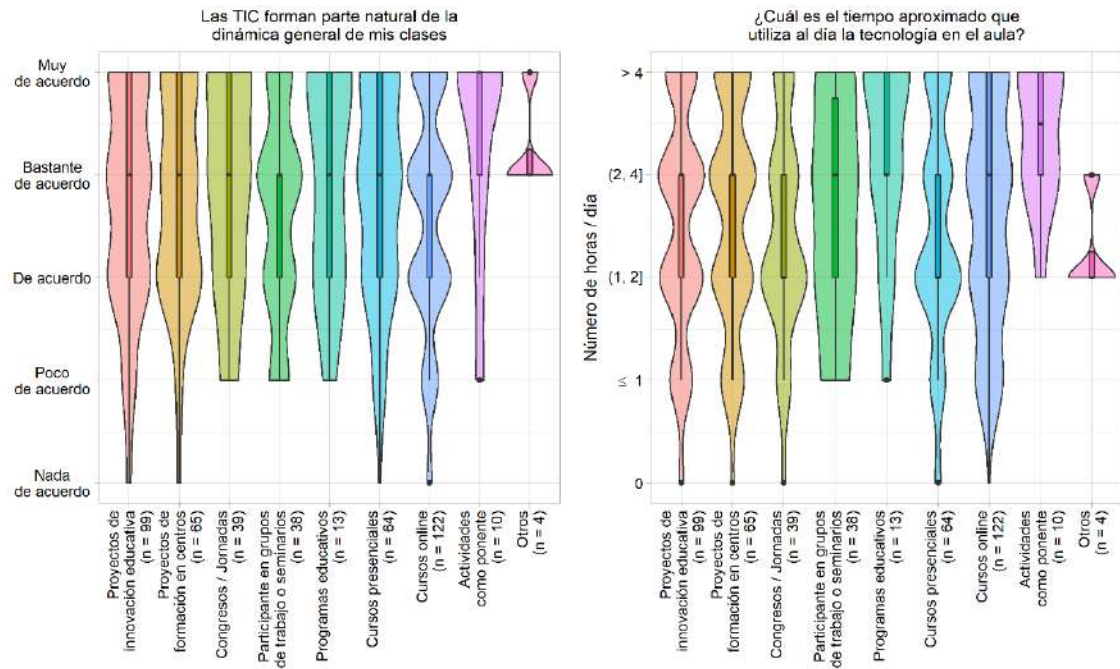 Las TIC forman parte natural de la
dinámica general de mis clases
Muy
de acuerdo
Bastante
de acuerdo
De acuerdo
Poco
de acuerdo
Nada
de acuerdo
Proyectos de
innovación educativa
(n = 99)
Proyectos de
formación en centros
(n = 65)
Congresos / Jornadas
(n = 39)
Participante en grupos
de trabajo o seminarios
(n = 38)
Programas educativos
(n = 13)
Cursos presenciales
(n = 64)
Cursos online
(n = 122)
Actividades
como ponente
(n = 10)
Otros
(n = 4)
¿Cuál es el tiempo aproximado que
utiliza al día la tecnología en el aula?
Número de horas / día
> 4
(2, 4]
(1, 2]
≤ 1
0
Proyectos de
innovación educativa
(n = 99)
Proyectos de
formación en centros
(n = 65)
Congresos / Jornadas
(n = 39)
Participante en grupos
de trabajo o seminarios
(n = 38)
Programas educativos
(n = 13)
Cursos presenciales
(n = 64)
Cursos online
(n = 122)
Actividades
como ponente
(n = 10)
Otros
(n = 4)